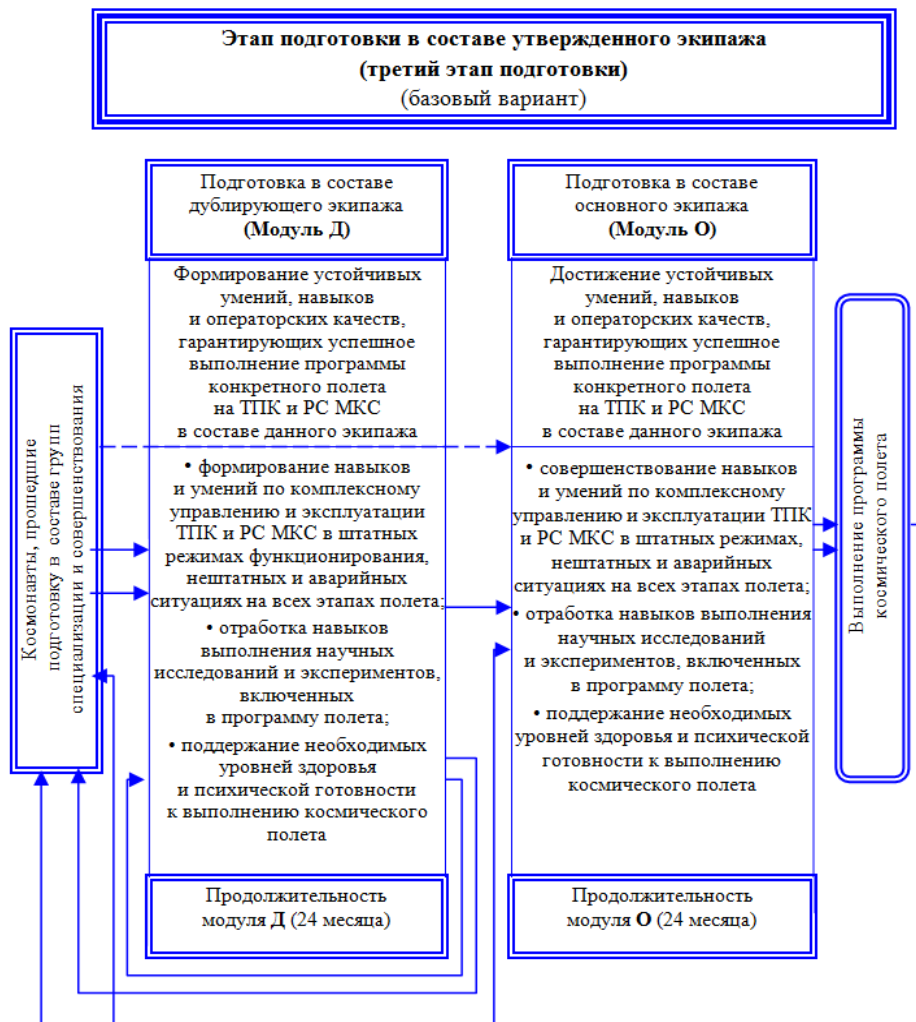 Этап подготовки в составе утвержденного экипажа
(третий этап подготовки)
(базовый вариант)
Космонавты, прошедшие
подготовку в составе групп
специализации и совершенствования
Подготовка в составе
дублирующего экипажа
(Модуль Д)
Формирование устойчивых
умений, навыков
и операторских качеств,
гарантирующих успешное
выполнение программы
конкретного полета
на ТПК и РС МКС
в составе данного экипажа
• формирование навыков
и умений по комплексному
управлению и эксплуатации
ТПК и РС МКС в штатных
режимах функционирования,
нештатных и аварийных
ситуациях на всех этапах полета;
• отработка навыков
выполнения научных
исследований и экспериментов,
включенных
в программу полета;
• поддержание необходимых
уровней здоровья
и психической готовности
к выполнению космического
полета
Продолжительность
модуля Д (24 месяца)
Подготовка в составе
основного экипажа
(Модуль О)
Достижение устойчивых
умений, навыков
и операторских качеств,
гарантирующих успешное
выполнение программы
конкретного полета
на ТПК и РС МКС
в составе данного экипажа
• совершенствование навыков
и умений по комплексному
управлению и эксплуатации ТПК
и РС МКС в штатных режимах,
нештатных и аварийных
ситуациях на всех этапах полета;
• отработка навыков выполнения
научных исследований
и экспериментов, включенных
в программу полета;
• поддержание необходимых
уровней здоровья и психической
готовности к выполнению
космического полета
Продолжительность
модуля О (24 месяца)
Выполнение программы
космического полета